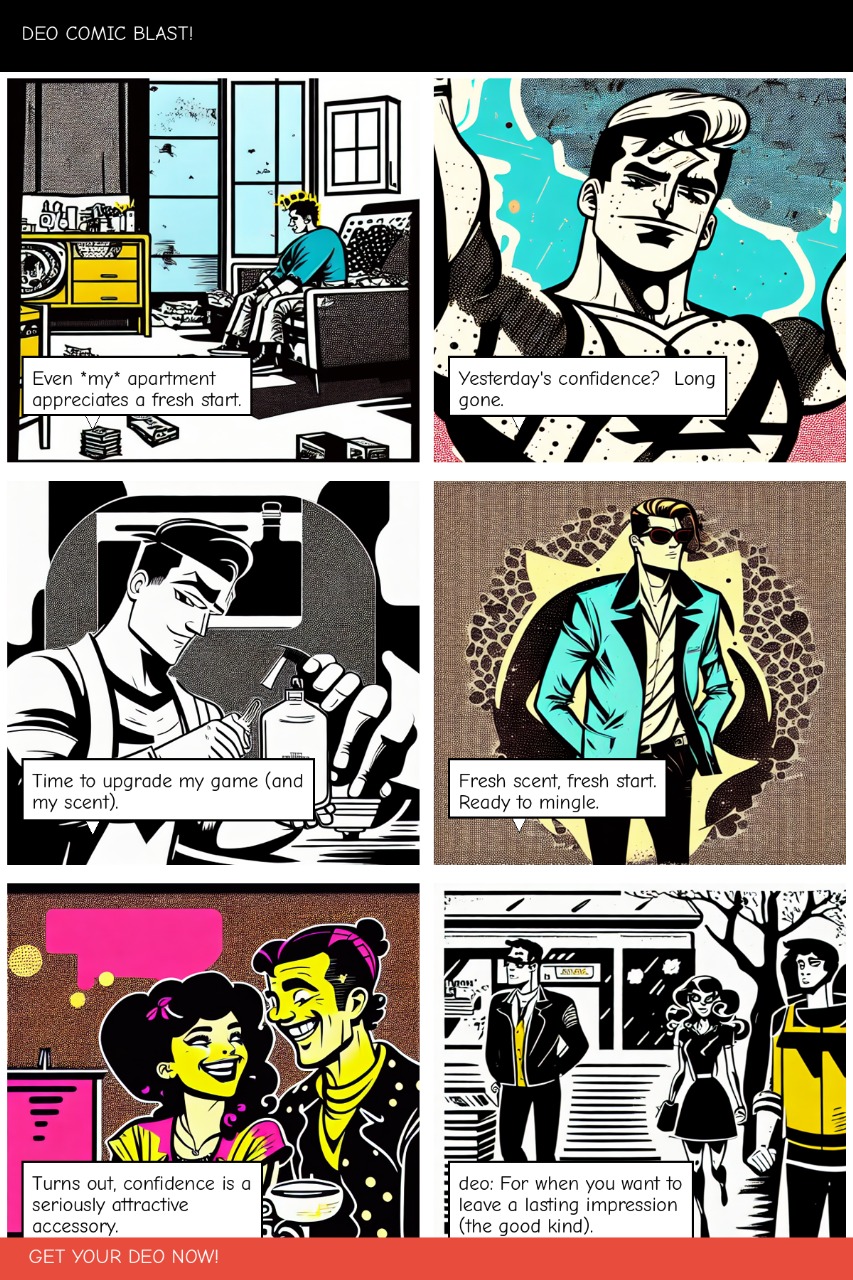 DEO COMIC BLAST!
Even *my* apartment
appreciates a fresh start.
Yesterday's confidence?  Long
gone.
Time to upgrade my game (and
my scent).
Fresh scent, fresh start.
Ready to mingle.
Turns out, confidence is a
seriously attractive
accessory.
deo: For when you want to
leave a lasting impression
(the good kind).
GET YOUR DEO NOW!